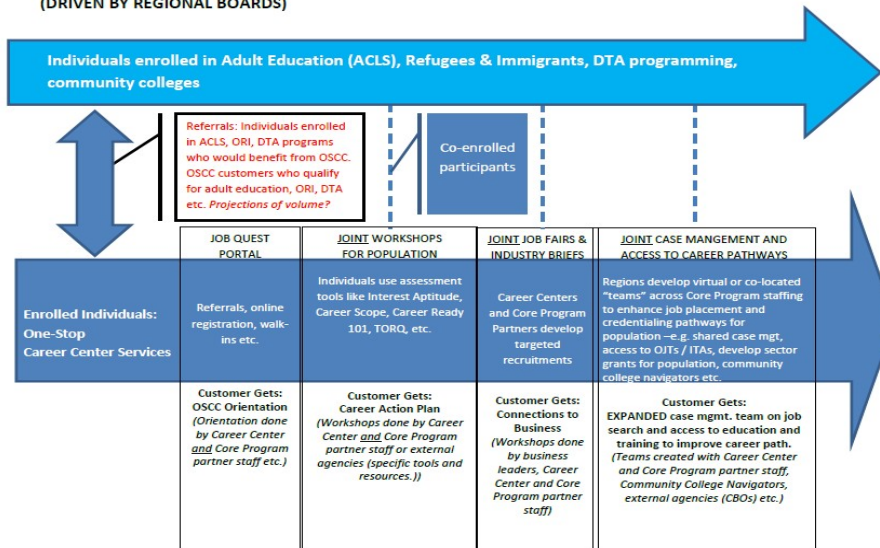 (DRIVEN BY REGIONAL BOARDS)
Individuals enrolled in Adult Education (ACLS), Refugees & Immigrants, DTA programming,
community colleges
Referrals: Individuals enrolled
in ACLS, ORI, DTA programs
who would benefit from OSCC.
OSCC customers who qualify
for adult education, ORI, DTA
etc. Projections of volume?
Co-enrolled
participants
Enrolled Individuals:
One-Stop
Career Center Services
JOB QUEST
PORTAL
Referrals, online
registration, walk-
ins etc.
Customer Gets:
OSCC Orientation
(Orientation done
by Career Center
and Core Program
partner staff etc.)
JOINT WORKSHOPS
FOR POPULATION
Individuals use assessment
tools like Interest Aptitude,
Career Scope, Career Ready
101, TORQ, etc.
Customer Gets:
Career Action Plan
(Workshops done by Career
Center and Core Program
partner staff or external
agencies (specific tools and
resources.))
JOINT JOB FAIRS &
INDUSTRY BRIEFS
Career Centers
and Core Program
Partners develop
targeted
recruitments
Customer Gets:
Connections to
Business
(Workshops done
by business
leaders, Career
Center and Core
Program partner
staff)
JOINT CASE MANGEMENT AND
ACCESS TO CAREER PATHWAYS
Regions develop virtual or co-located
"teams" across Core Program staffing
to enhance job placement and
credentialing pathways for
population –e.g. shared case mgt,
access to OJTs / ITAs, develop sector
grants for population, community
college navigators etc.
Customer Gets:
EXPANDED case mgmt. team on job
search and access to education and
training to improve career path.
(Teams created with Career Center
and Core Program partner staff,
Community College Navigators,
external agencies (CBOs) etc.)